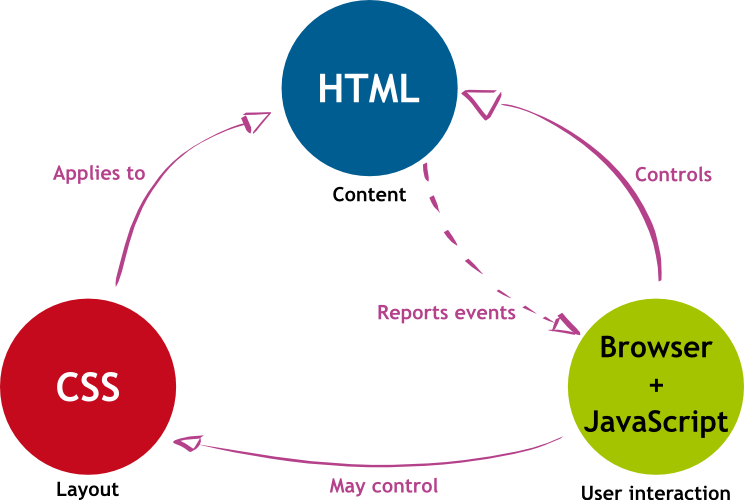 HTML
Content
Applies to
Controls
Reports events
CSS
Layout
Browser
+
JavaScript
User interaction
May control